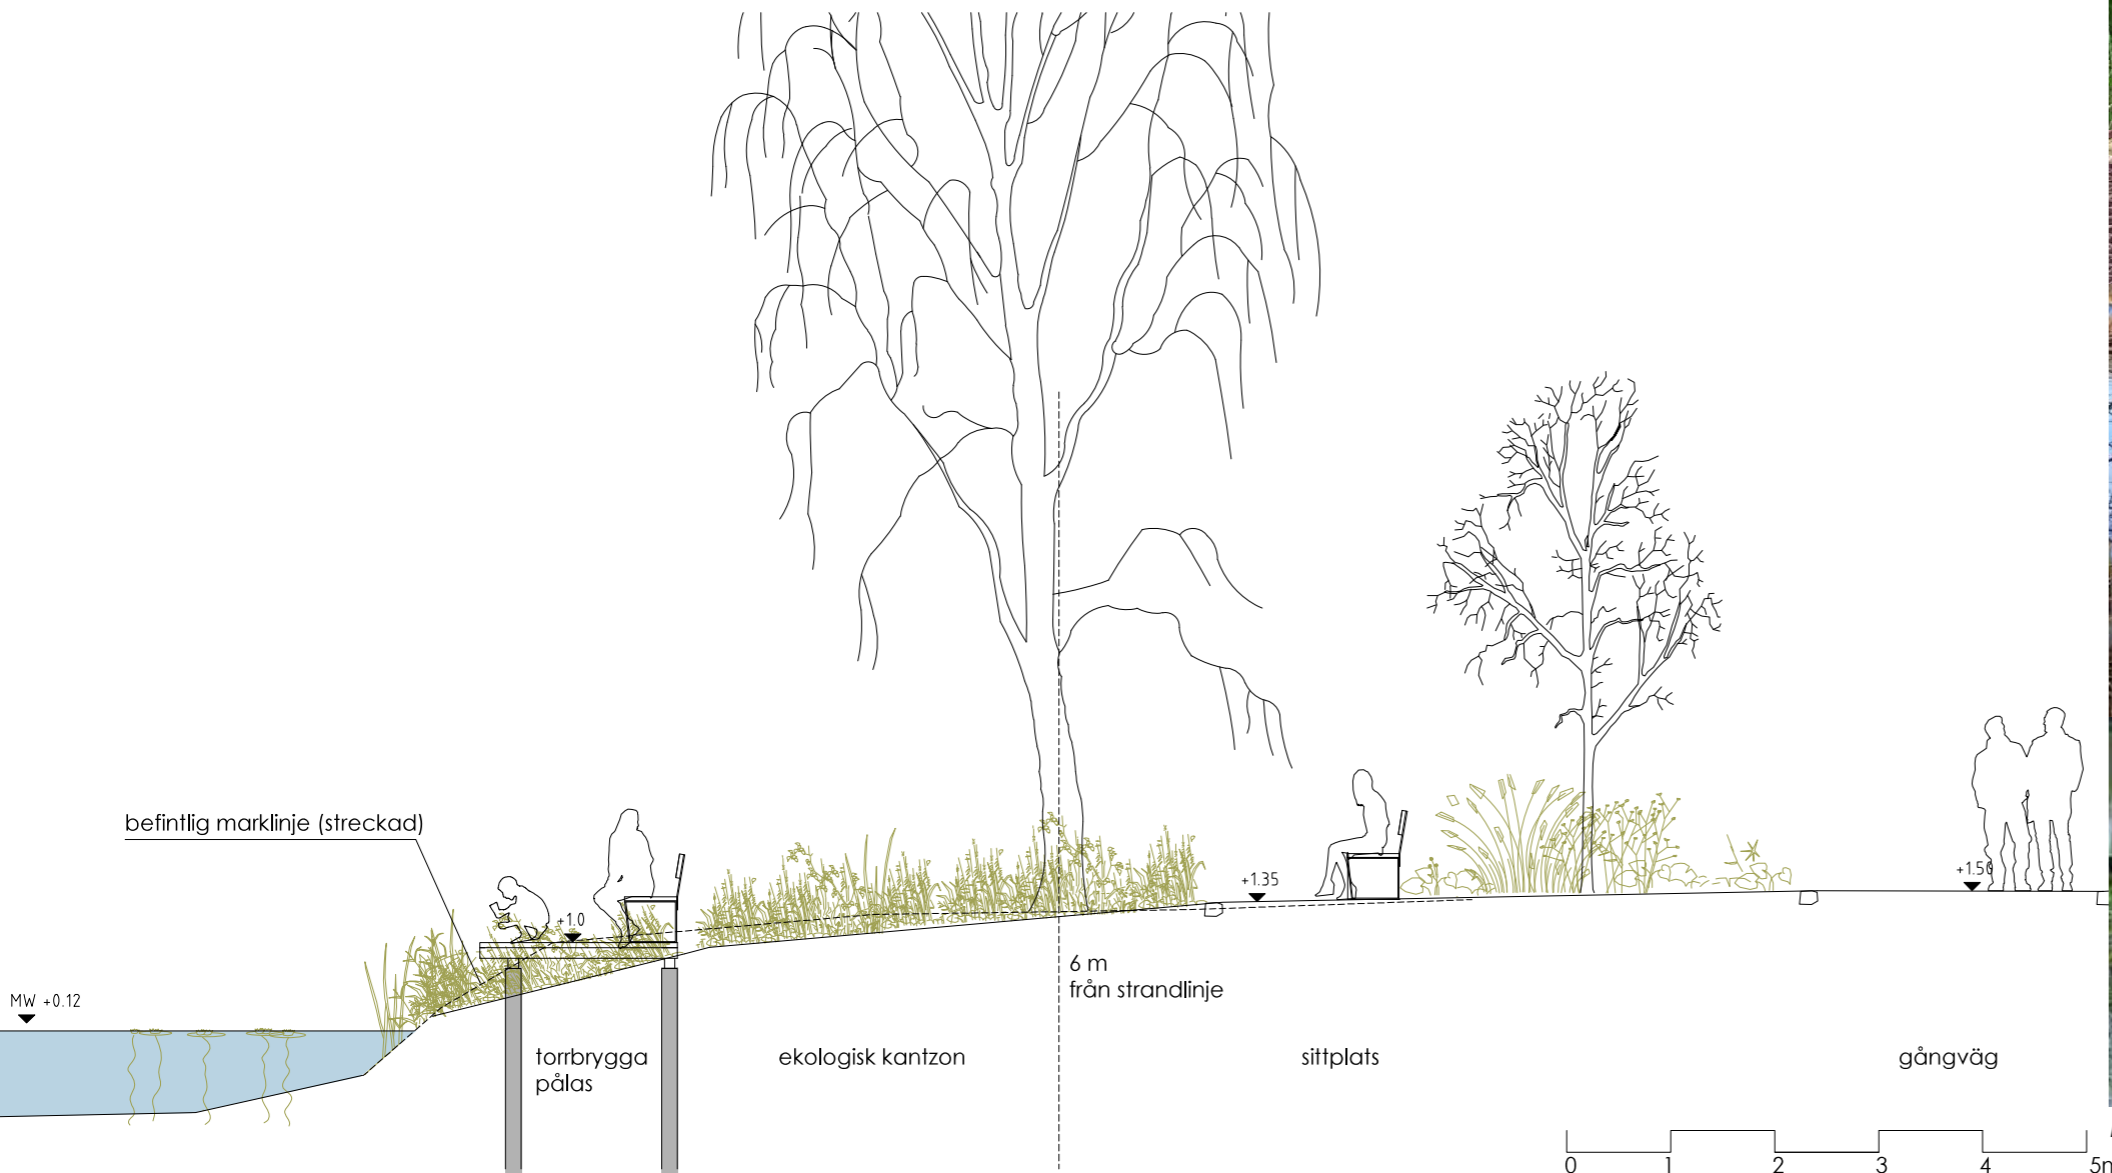 befintlig marklinje (streckad)
+1.0
+1.35
+1.50
MW +0.12
6 m
från strandlinje
torrbrygga
pålas
ekologisk kantzon
sittplats
gångväg
0 1 2 3 4 5m